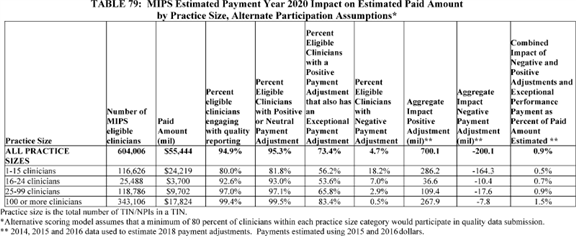 TABLE 79: MIPS Estimated Payment Year 2020 Impact on Estimated Paid Amount
by Practice Size, Alternate Participation Assumptions*
Practice Size
Number of
MIPS
eligible
clinicians
Paid
Amount
(mil)
Percent
eligible
clinicians
engaging
with quality
reporting
Percent
Eligible
Clinicians
with Positive
or Neutral
Payment
Adjustment
Percent
Eligible
Clinicians
with a
Positive
Payment
Adjustment
that also has
an
Exceptional
Payment
Adjustment
Percent
Eligible
Clinicians
with
Negative
Payment
Adjustment
Aggregate
Impact
Positive
Adjustment
(mil)**
Aggregate
Impact
Negative
Payment
Adjustment
(mil)**
Combined
Impact of
Negative and
Positive
Adjustments and
Exceptional
Performance
Payment as
Percent of Paid
Amount
Estimated **
ALL PRACTICE SIZES 604,006 $55,444 94.9% 95.3% 73.4% 4.7% 700.1 -200.1 0.9%
1-15 clinicians 116,626 $24,219 80.0% 81.8% 56.2% 18.2% 286.2 -164.3 0.5%
16-24 clinicians 25,488 $3,700 92.6% 93.0% 53.6% 7.0% 36.6 -10.4 0.7%
25-99 clinicians 118,786 $9,702 97.0% 97.1% 65.8% 2.9% 109.4 -17.6 0.9%
100 or more clinicians 343,106 $17,824 99.4% 99.5% 83.4% 0.5% 267.9 -7.8 1.5%
Practice size is the total number of TIN/NPIs in a TIN.
*Alternative scoring model assumes that a minimum of 80 percent of clinicians within each practice size category would participate in quality data submission.
** 2014, 2015 and 2016 data used to estimate 2018 payment adjustments. Payments estimated using 2015 and 2016 dollars.